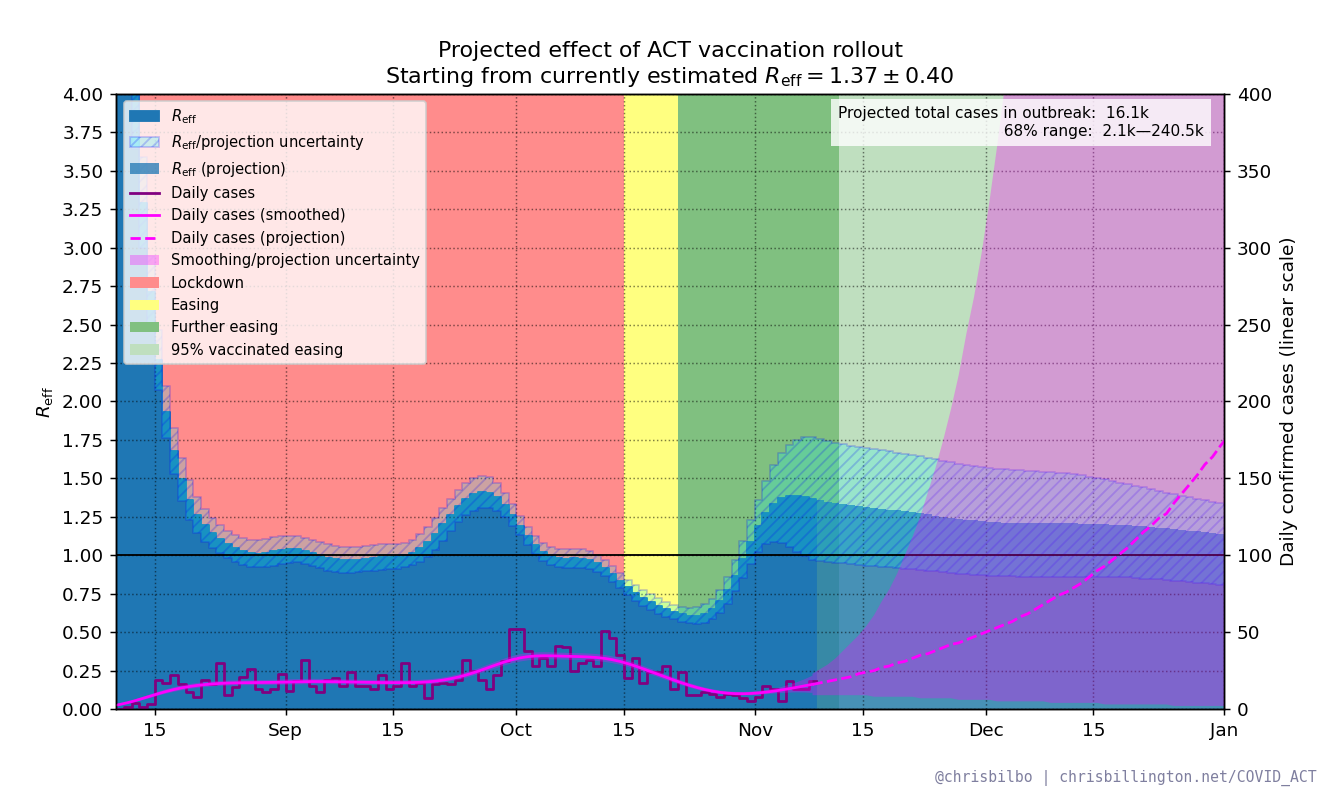 Projected effect of ACT vaccination rollout
Starting from currently estimated R_eff = 1.37 ± 0.40
Projected total cases in outbreak: 16.1k
68% range: 2.1k—240.5k
R_eff
R_eff/projection uncertainty
R_eff (projection)
Daily cases
Daily cases (smoothed)
Daily cases (projection)
Smoothing/projection uncertainty
Lockdown
Easing
Further easing
95% vaccinated easing
R_eff
4.00
3.75
3.50
3.25
3.00
2.75
2.50
2.25
2.00
1.75
1.50
1.25
1.00
0.75
0.50
0.25
0.00
400
350
300
250
200
150
100
50
0
Daily confirmed cases (linear scale)
15 Sep 15 Oct 15 Nov 15 Dec 15 Jan
@chrisbilbo | chrisbillington.net/COVID_ACT